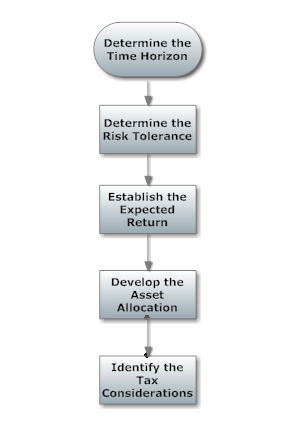 Determine the
Time Horizon
Determine the
Risk Tolerance
Establish the
Expected
Return
Develop the
Asset
Allocation
Identify the
Tax
Considerations